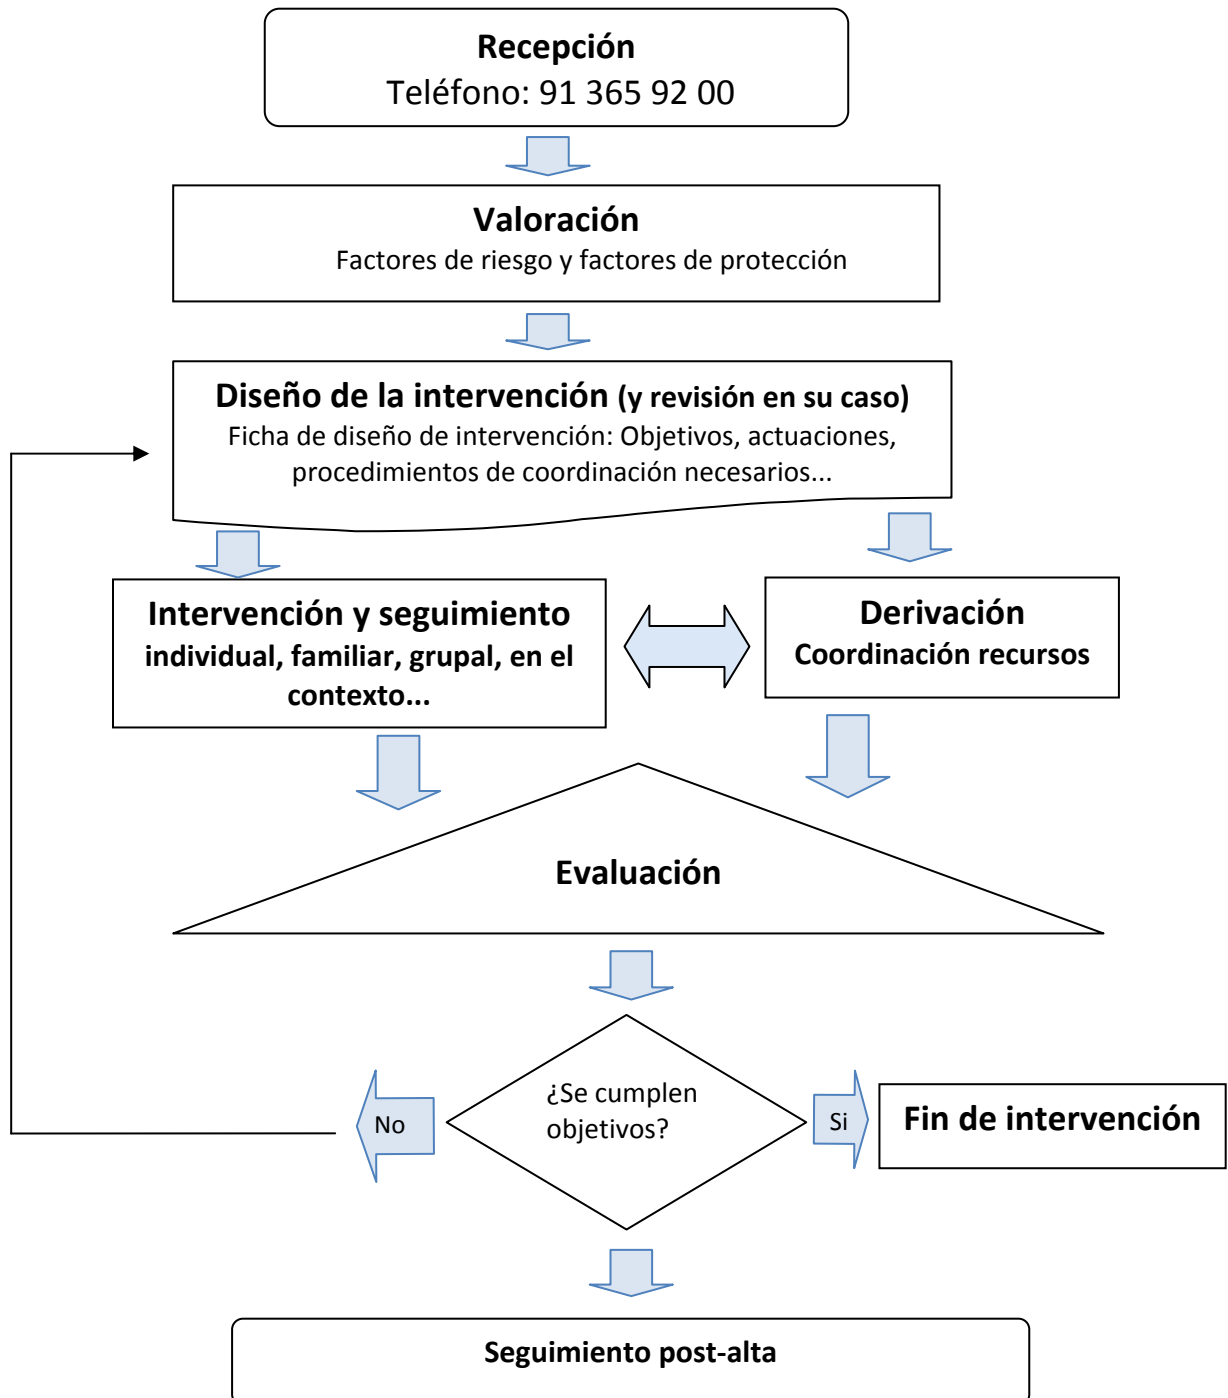 Recepción
Teléfono: 91 365 92 00
Valoración
Factores de riesgo y factores de protección
Diseño de la intervención (y revisión en su caso)
Ficha de diseño de intervención: Objetivos, actuaciones,
procedimientos de coordinación necesarios...
Intervención y seguimiento
individual, familiar, grupal, en el
contexto...
Derivación
Coordinación recursos
Evaluación
¿Se cumplen
objetivos?
No
Si
Fin de intervención
Seguimiento post-alta